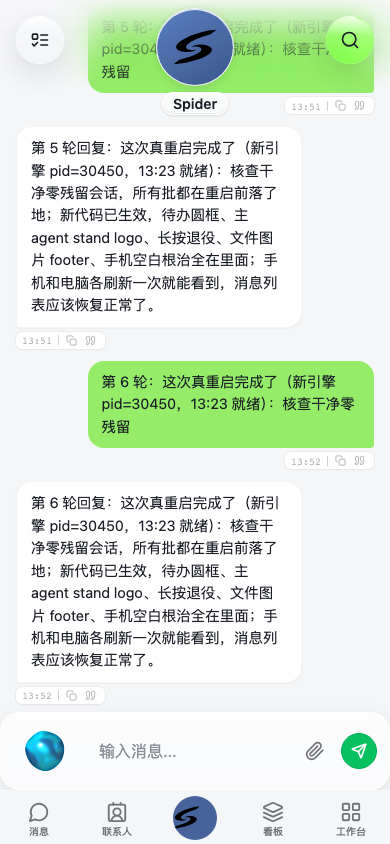 第 5 轮：这次真重启完成了（新引擎
pid=30450，13:23 就绪）：核查干净零
残留
Spider
13:51
第 5 轮回复：这次真重启完成了（新引
擎 pid=30450，13:23 就绪）：核查干
净零残留会话，所有批都在重启前落了
地；新代码已生效，待办圆框、主
agent stand logo、长按退役、文件图
片 footer、手机空白根治全在里面；手
机和电脑各刷新一次就能看到，消息列
表应该恢复正常了。
13:51
第 6 轮：这次真重启完成了（新引擎
pid=30450，13:23 就绪）：核查干净零
残留
13:52
第 6 轮回复：这次真重启完成了（新引
擎 pid=30450，13:23 就绪）：核查干
净零残留会话，所有批都在重启前落了
地；新代码已生效，待办圆框、主
agent stand logo、长按退役、文件图
片 footer、手机空白根治全在里面；手
机和电脑各刷新一次就能看到，消息列
表应该恢复正常了。
13:52
输入消息...
消息
联系人
看板
工作台